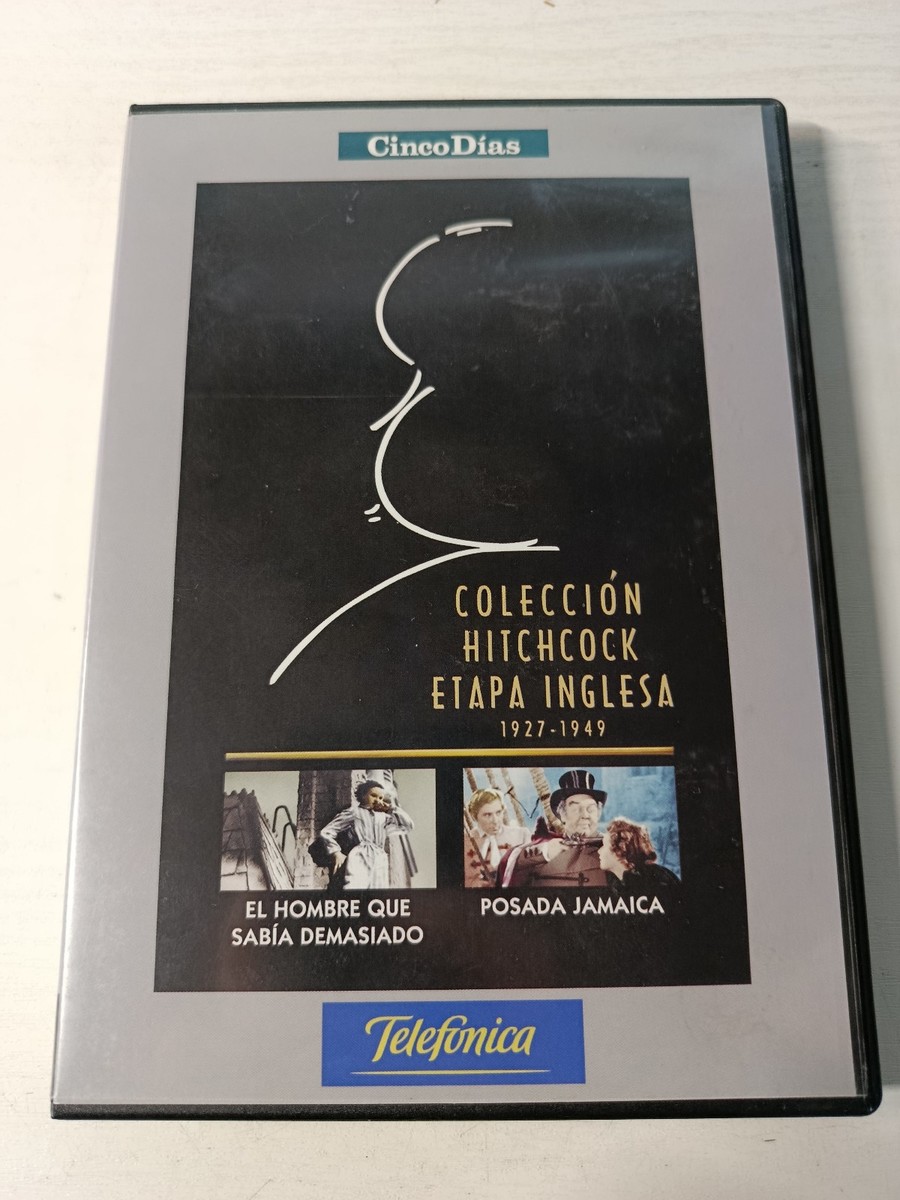 CincoDías
COLECCIÓN
HITCHCOCK
ETAPA INGLESA
1927-1949
EL HOMBRE QUE
SABÍA DEMASIADO
POSADA JAMAICA
Telefónica